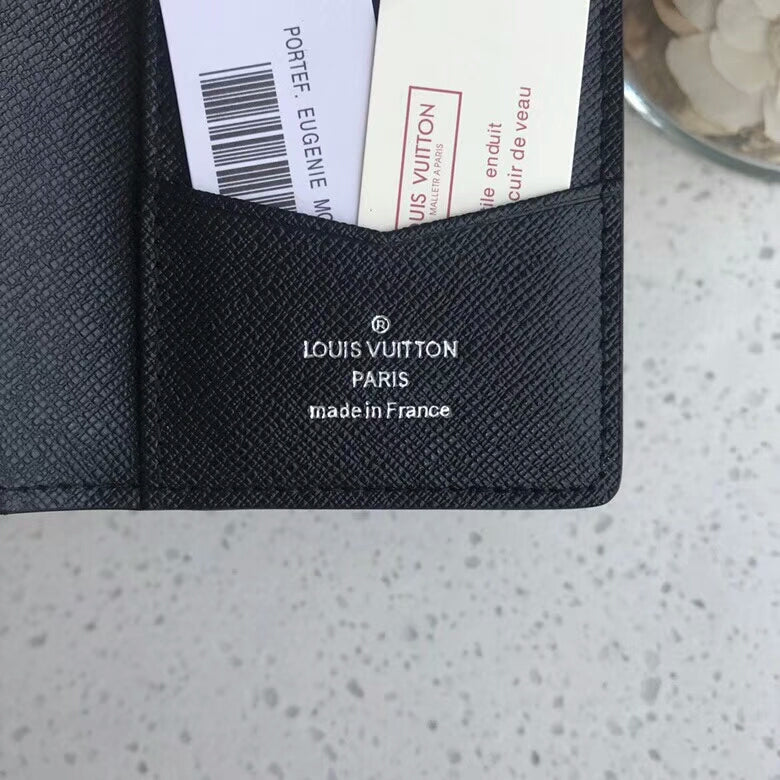 PORTEF. EUGENIE
LOUIS VUITTON
MALLETIER A PARIS
enduit
cuir de veau
®
LOUIS VUITTON
PARIS
made in France